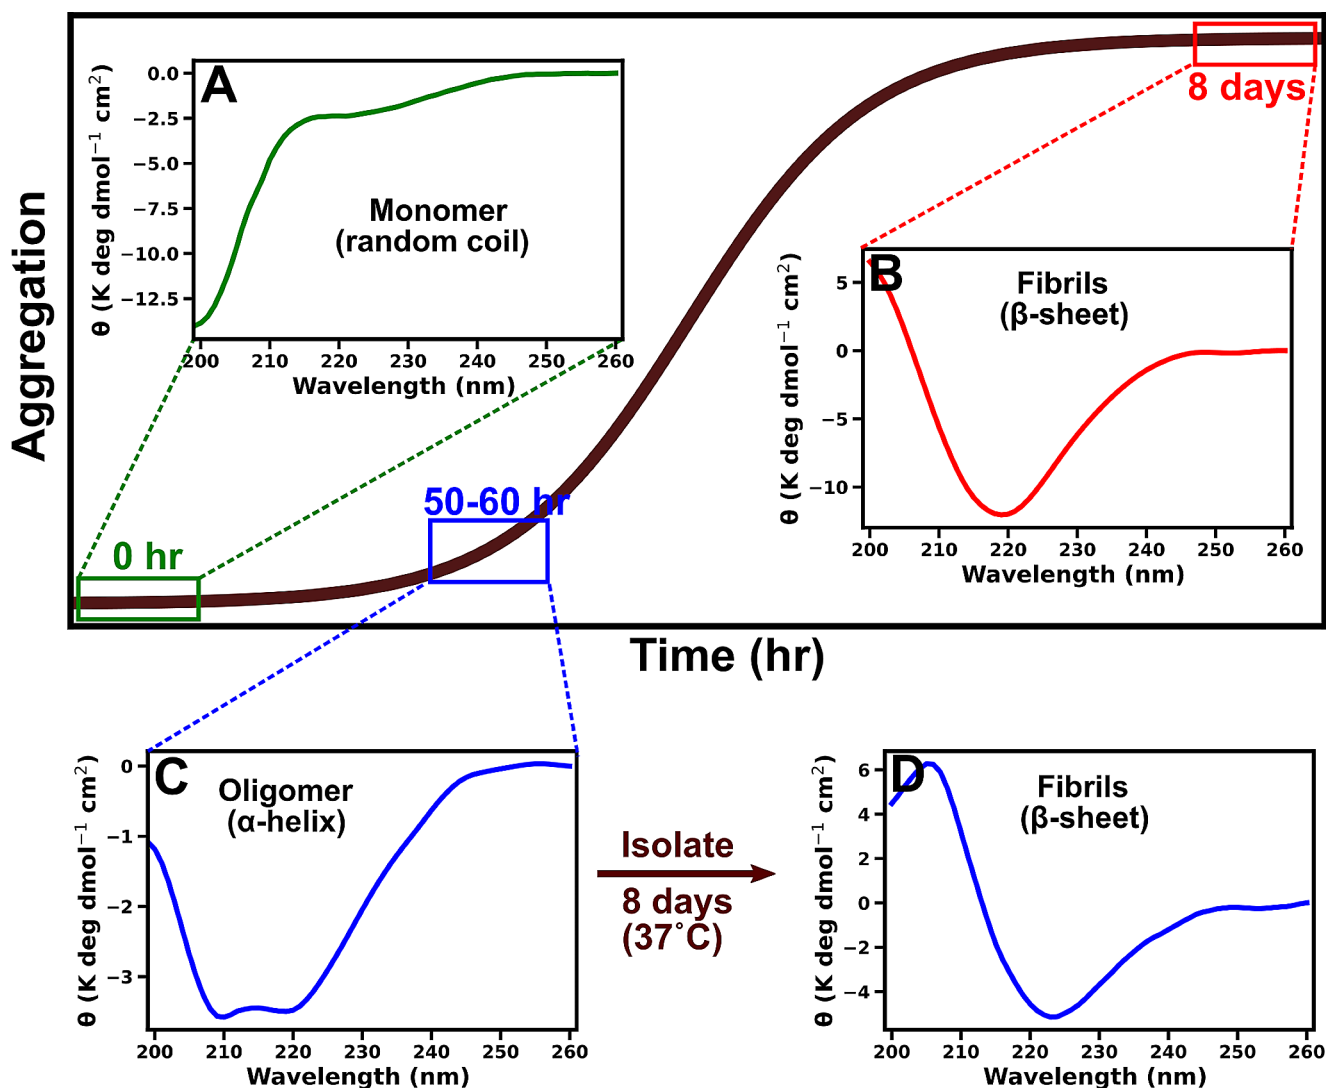 Aggregation
A
Monomer
(random coil)
θ (K deg dmol⁻¹ cm²)
0.0
−2.5
−5.0
−7.5
−10.0
−12.5
200 210 220 230 240 250 260
Wavelength (nm)
8 days
B
Fibrils
(β-sheet)
θ (K deg dmol⁻¹ cm²)
5
0
−5
−10
200 210 220 230 240 250 260
Wavelength (nm)
50-60 hr
0 hr
Time (hr)
C
Oligomer
(α-helix)
θ (K deg dmol⁻¹ cm²)
0
−1
−2
−3
200 210 220 230 240 250 260
Wavelength (nm)
Isolate
8 days
(37°C)
D
Fibrils
(β-sheet)
θ (K deg dmol⁻¹ cm²)
6
4
2
0
−2
−4
200 210 220 230 240 250 260
Wavelength (nm)